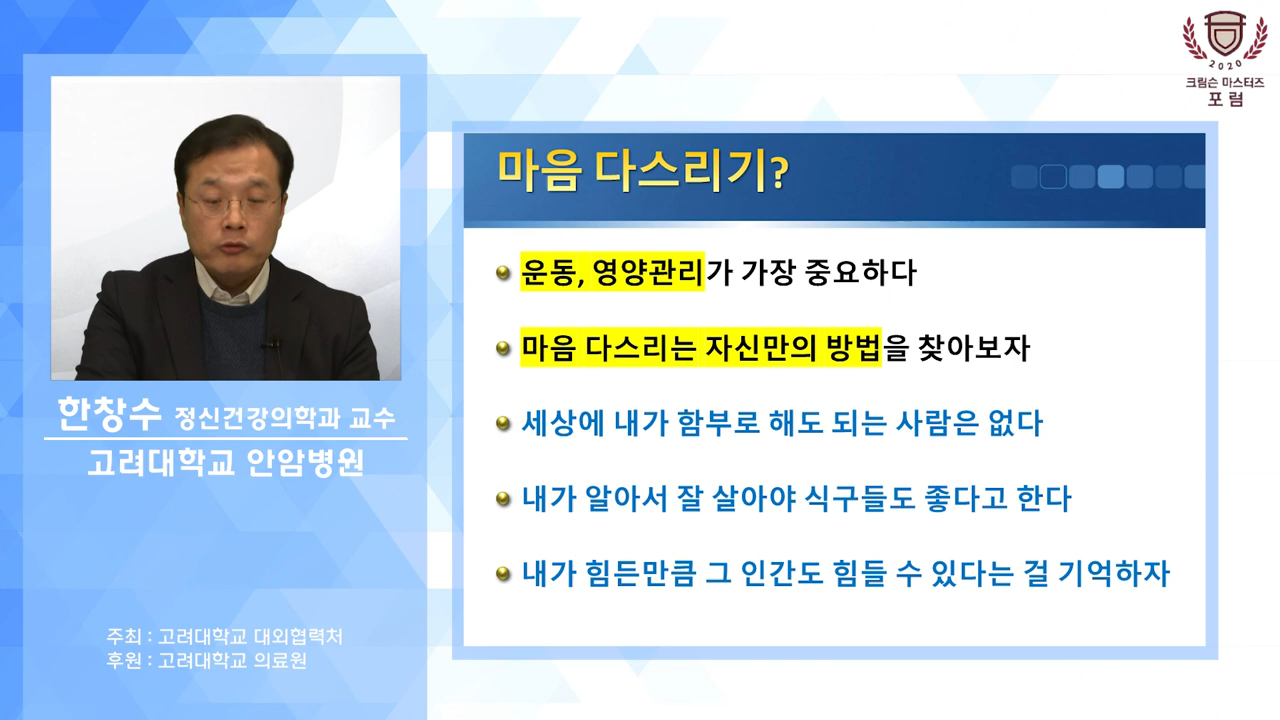 2020
크림슨 마스터즈
포럼
마음 다스리기?
운동, 영양관리가 가장 중요하다
마음 다스리는 자신만의 방법을 찾아보자
세상에 내가 함부로 해도 되는 사람은 없다
내가 알아서 잘 살아야 식구들도 좋다고 한다
내가 힘든만큼 그 인간도 힘들 수 있다는 걸 기억하자
한창수 정신건강의학과 교수
고려대학교 안암병원
주최 : 고려대학교 대외협력처
후원 : 고려대학교 의료원